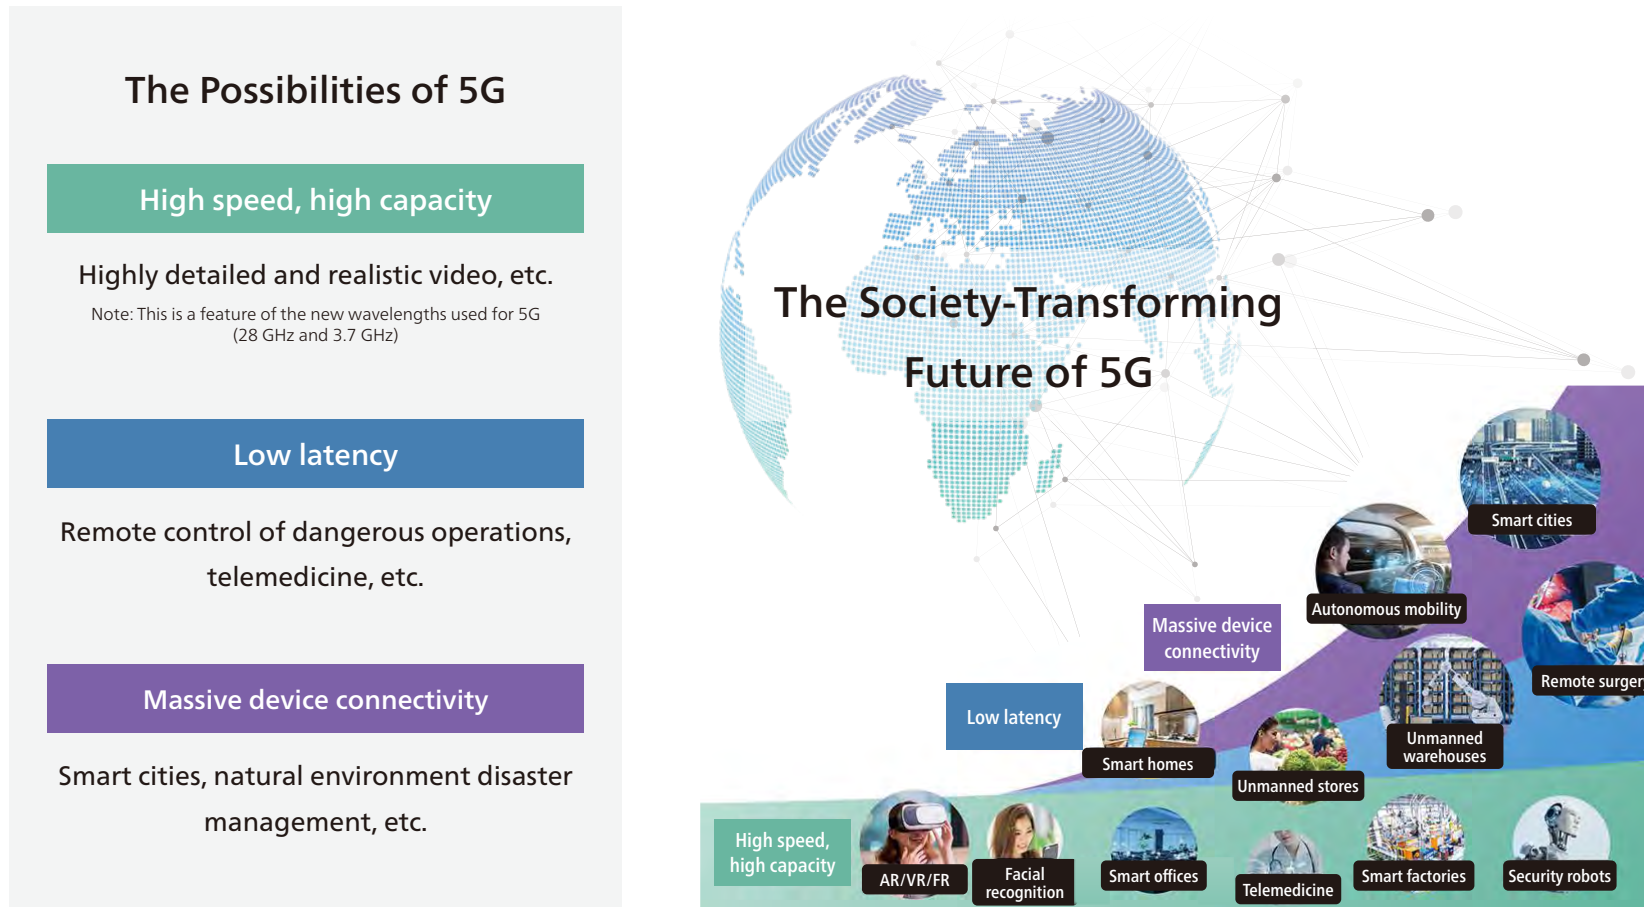 The Possibilities of 5G
High speed, high capacity
Highly detailed and realistic video, etc.
Note: This is a feature of the new wavelengths used for 5G
(28 GHz and 3.7 GHz)
Low latency
Remote control of dangerous operations,
telemedicine, etc.
Massive device connectivity
Smart cities, natural environment disaster
management, etc.
The Society-Transforming
Future of 5G
Smart cities
Autonomous mobility
Massive device
connectivity
Remote surger
Low latency
Unmanned
warehouses
Smart homes
Unmanned stores
High speed,
high capacity
AR/VR/FR
Facial
recognition
Smart offices
Telemedicine
Smart factories
Security robots